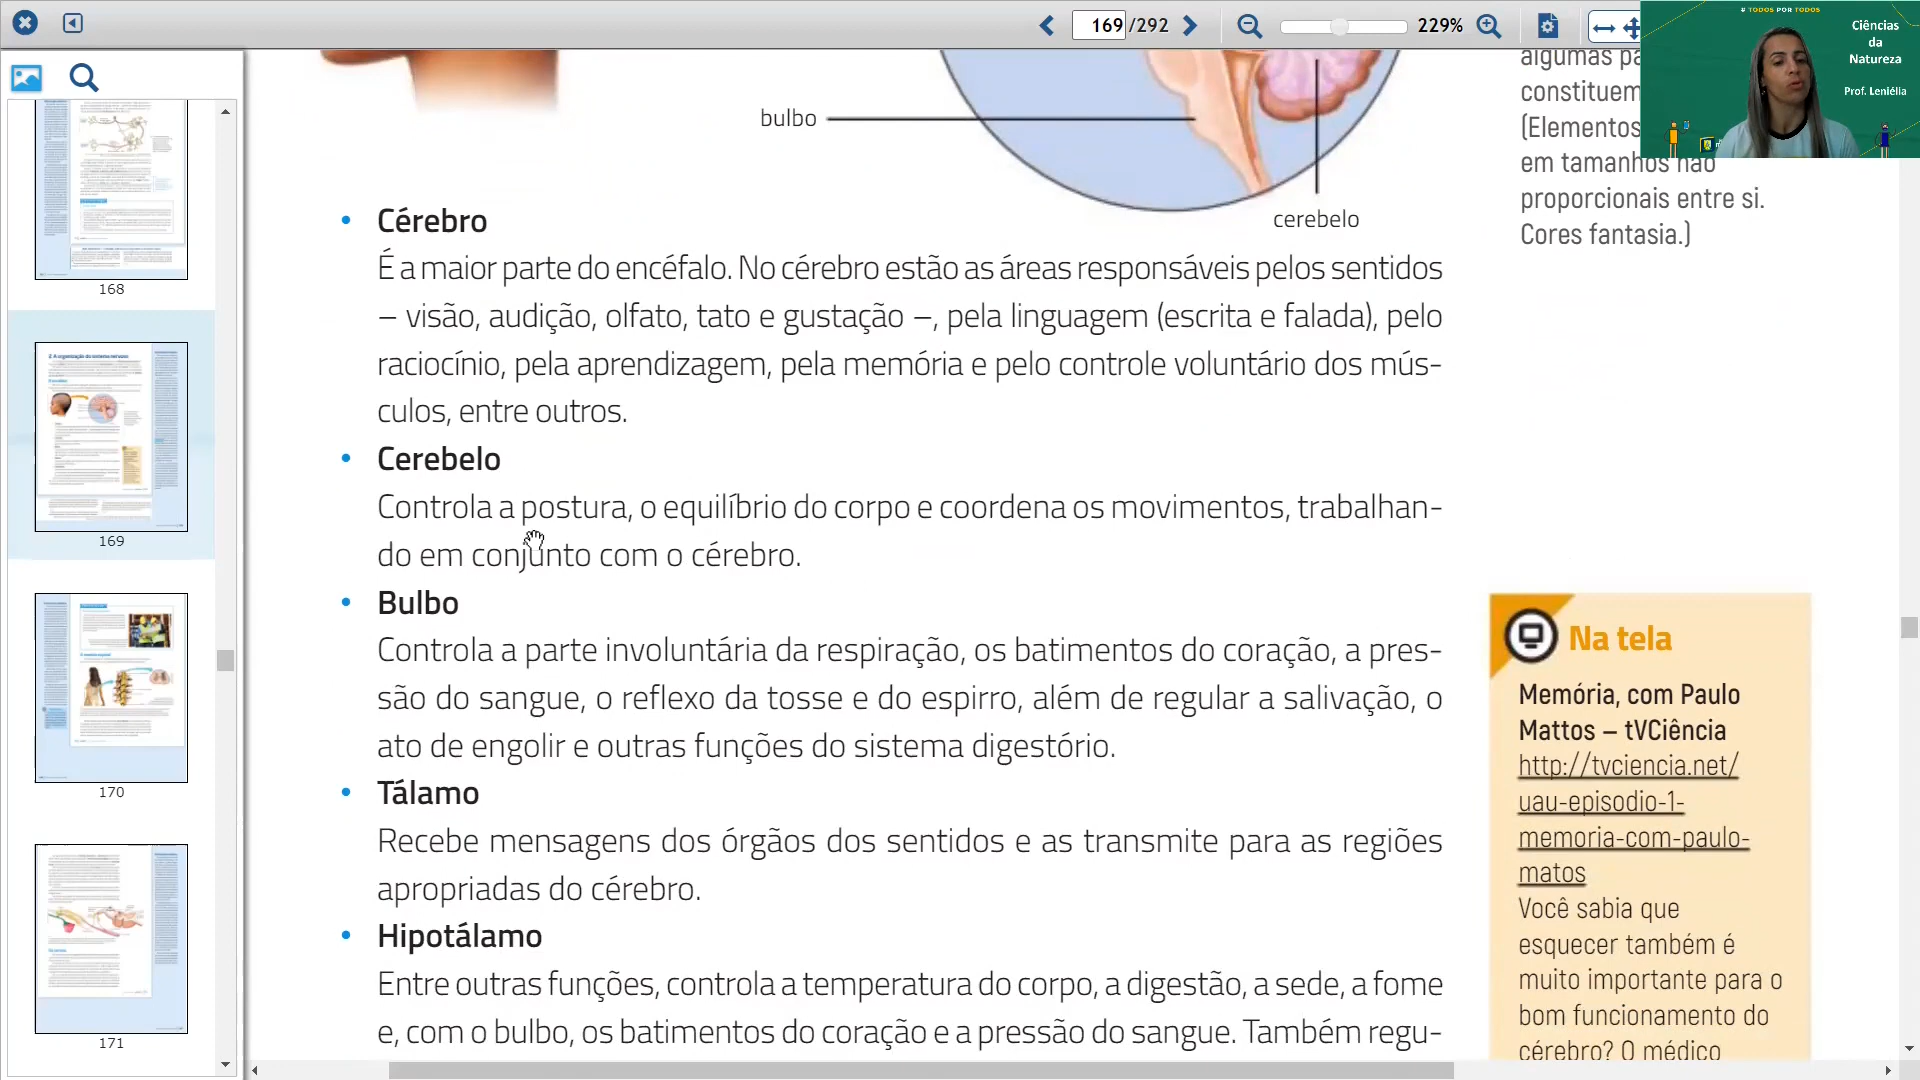 169 /292
229%
# TODOS POR TODOS
Ciências
da
Natureza
Prof. Leniélia
168
169
170
171
bulbo
cerebelo
• Cérebro
É a maior parte do encéfalo. No cérebro estão as áreas responsáveis pelos sentidos
– visão, audição, olfato, tato e gustação –, pela linguagem (escrita e falada), pelo
raciocínio, pela aprendizagem, pela memória e pelo controle voluntário dos mús-
culos, entre outros.
• Cerebelo
Controla a postura, o equilíbrio do corpo e coordena os movimentos, trabalhan-
do em conjunto com o cérebro.
• Bulbo
Controla a parte involuntária da respiração, os batimentos do coração, a pres-
são do sangue, o reflexo da tosse e do espirro, além de regular a salivação, o
ato de engolir e outras funções do sistema digestório.
• Tálamo
Recebe mensagens dos órgãos dos sentidos e as transmite para as regiões
apropriadas do cérebro.
• Hipotálamo
Entre outras funções, controla a temperatura do corpo, a digestão, a sede, a fome
e, com o bulbo, os batimentos do coração e a pressão do sangue. Também regu-
algumas
constituem
(Elementos
em tamanhos não
proporcionais entre si.
Cores fantasia.)
Na tela
Memória, com Paulo
Mattos – tVCiência
http://tvciencia.net/
uau-episodio-1-
memoria-com-paulo-
matos
Você sabia que
esquecer também é
muito importante para o
bom funcionamento do
cérebro? O médico